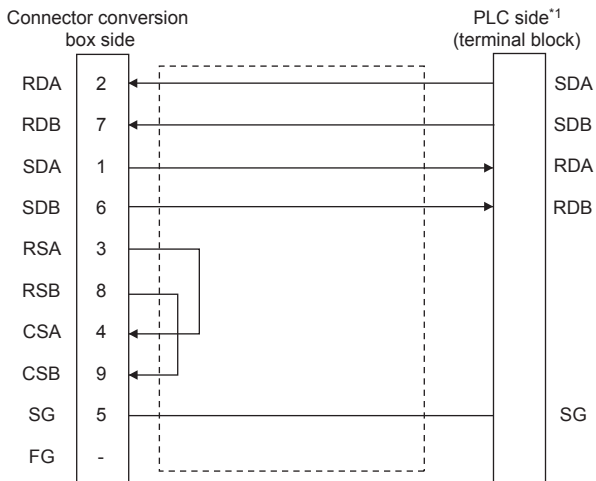 Connector conversion
box side
PLC side*1
(terminal block)
RDA 2 SDA
RDB 7 SDB
SDA 1 RDA
SDB 6 RDB
RSA 3
RSB 8
CSA 4
CSB 9
SG 5 SG
FG -